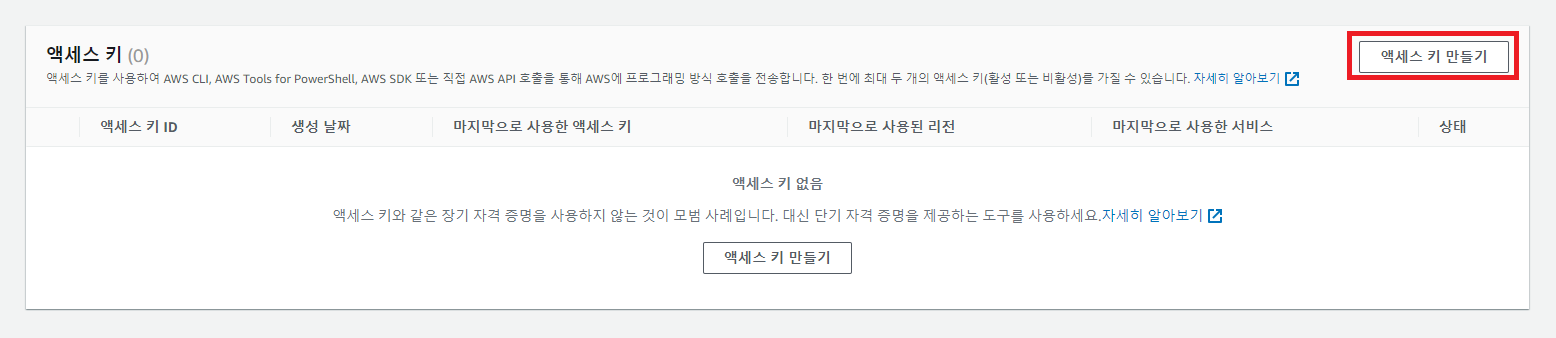 액세스 키 (0)
액세스 키 만들기
액세스 키를 사용하여 AWS CLI, AWS Tools for PowerShell, AWS SDK 또는 직접 AWS API 호출을 통해 AWS에 프로그래밍 방식 호출을 전송합니다. 한 번에 최대 두 개의 액세스 키(활성 또는 비활성)를 가질 수 있습니다. 자세히 알아보기
액세스 키 ID 생성 날짜 마지막으로 사용한 액세스 키 마지막으로 사용된 리전 마지막으로 사용한 서비스 상태
액세스 키 없음
액세스 키와 같은 장기 자격 증명을 사용하지 않는 것이 모범 사례입니다. 대신 단기 자격 증명을 제공하는 도구를 사용하세요.자세히 알아보기
액세스 키 만들기